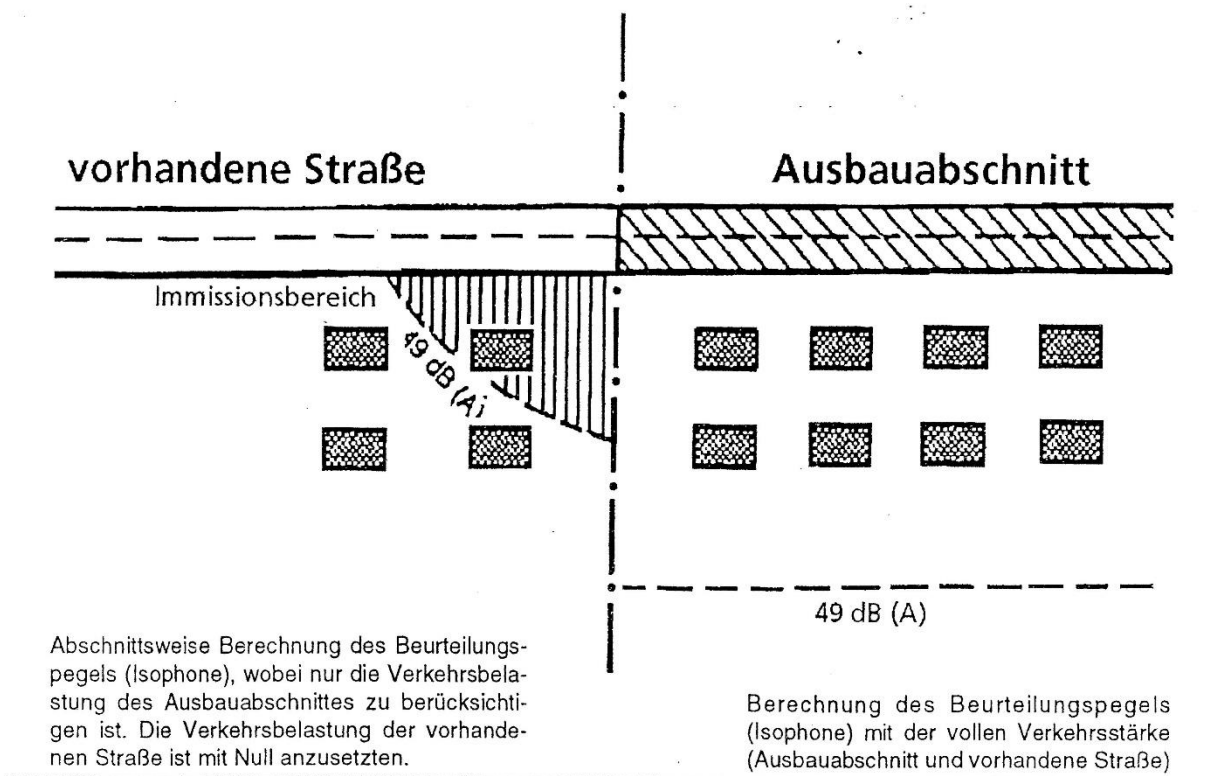 vorhandene Straße
Ausbauabschnitt
Immissionsbereich
49 dB (A)
49 dB (A)
Abschnittsweise Berechnung des Beurteilungs-
pegels (Isophone), wobei nur die Verkehrsbela-
stung des Ausbauabschnittes zu berücksichti-
gen ist. Die Verkehrsbelastung der vorhande-
nen Straße ist mit Null anzusetzten.
Berechnung des Beurteilungspegels
(Isophone) mit der vollen Verkehrsstärke
(Ausbauabschnitt und vorhandene Straße)